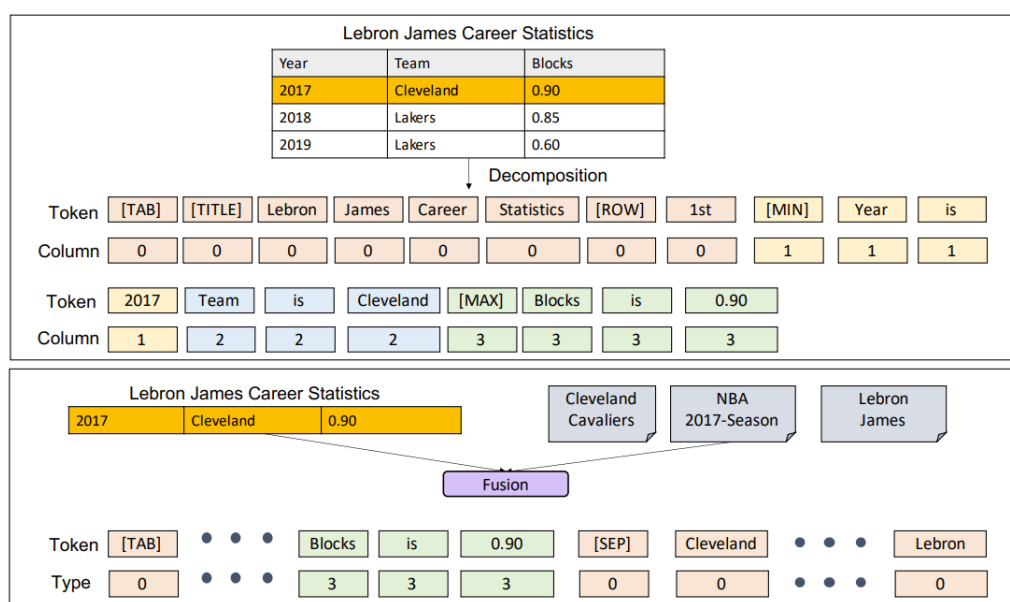 Lebron James Career Statistics
Year Team Blocks
2017 Cleveland 0.90
2018 Lakers 0.85
2019 Lakers 0.60
Decomposition
Token [TAB] [TITLE] Lebron James Career Statistics [ROW] 1st [MIN] Year is
Column 0 0 0 0 0 0 0 0 1 1 1
Token 2017 Team is Cleveland [MAX] Blocks is 0.90
Column 1 2 2 2 3 3 3 3
Lebron James Career Statistics
2017 Cleveland 0.90
Cleveland
Cavaliers
NBA
2017-Season
Lebron
James
Fusion
Token [TAB] • • • Blocks is 0.90 [SEP] Cleveland • • • Lebron
Type 0 • • • 3 3 3 0 0 • • • 0